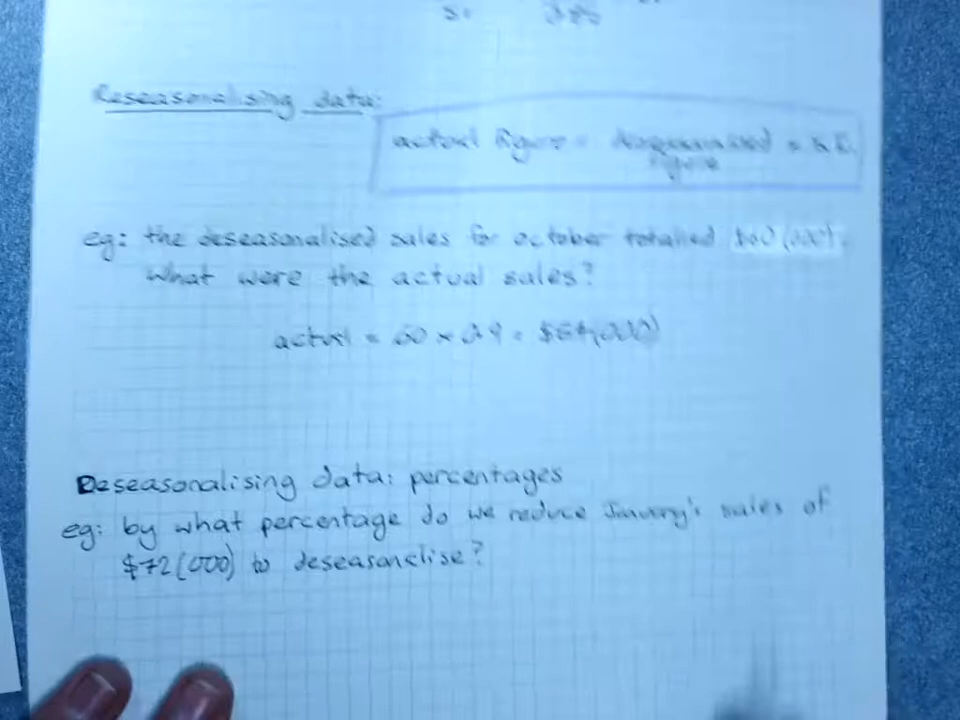 Reseasonalising data:
actual figure = deseasonalised figure × S.I.
eg: the deseasonalised sales for october totalled $60(000).
What were the actual sales?
actual = 60 × 0.9 = $54(000)
Deseasonalising data: percentages
eg: by what percentage do we reduce January's sales of
$72(000) to deseasonalise?